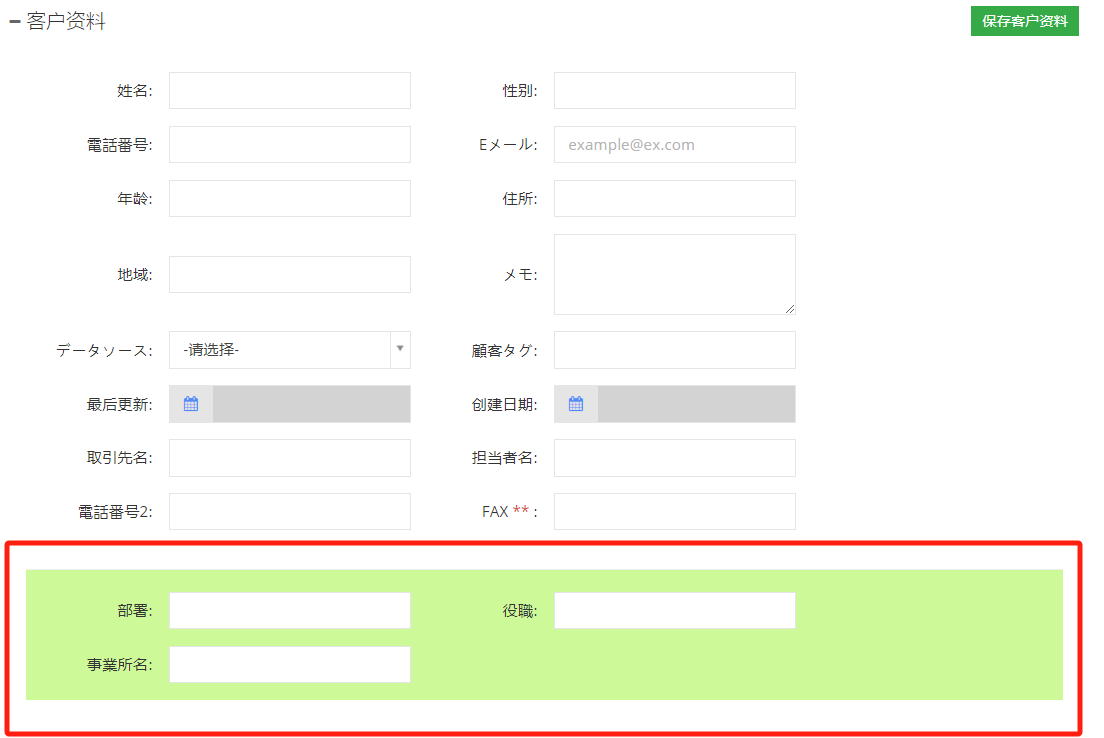 客户资料
保存客户资料
姓名:
性别:
電話番号:
Eメール:
example@ex.com
年龄:
住所:
地域:
メモ:
データソース:
-请选择-
顧客タグ:
最后更新:
创建日期:
取引先名:
担当者名:
電話番号2:
FAX ** :
部署:
役職:
事業所名: